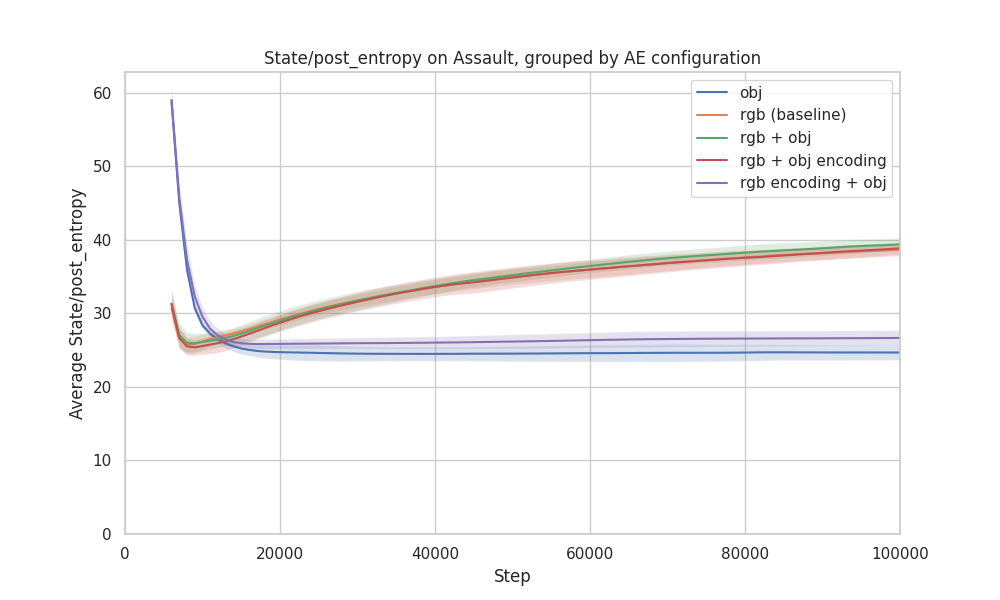 State/post_entropy on Assault, grouped by AE configuration
60
50
40
30
20
10
0
Average State/post_entropy
obj
rgb (baseline)
rgb + obj
rgb + obj encoding
rgb encoding + obj
0 20000 40000 60000 80000 100000
Step